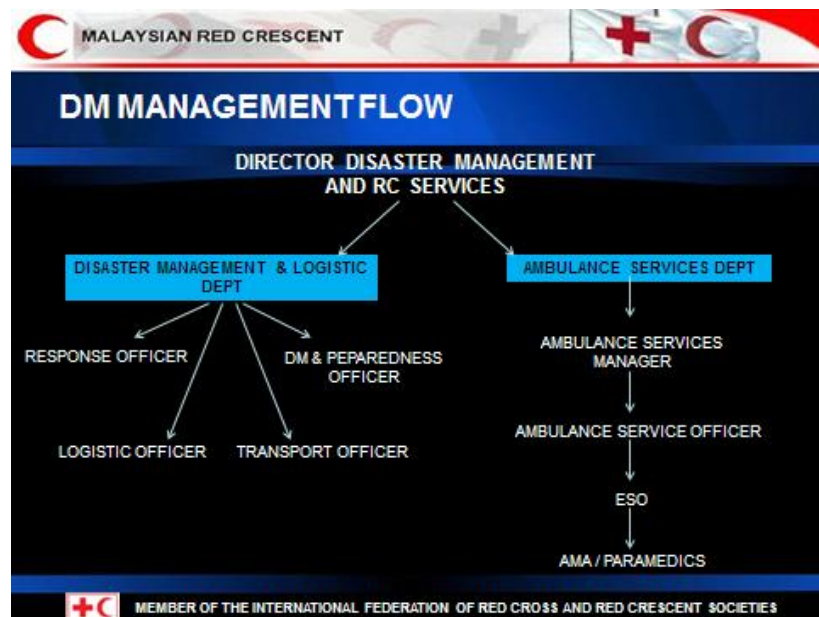 MALAYSIAN RED CRESCENT
DM MANAGEMENT FLOW
DIRECTOR DISASTER MANAGEMENT
AND RC SERVICES
DISASTER MANAGEMENT & LOGISTIC
DEPT
AMBULANCE SERVICES DEPT
RESPONSE OFFICER
DM & PEPAREDNESS
OFFICER
LOGISTIC OFFICER
TRANSPORT OFFICER
AMBULANCE SERVICES
MANAGER
AMBULANCE SERVICE OFFICER
ESO
AMA / PARAMEDICS
MEMBER OF THE INTERNATIONAL FEDERATION OF RED CROSS AND RED CRESCENT SOCIETIES